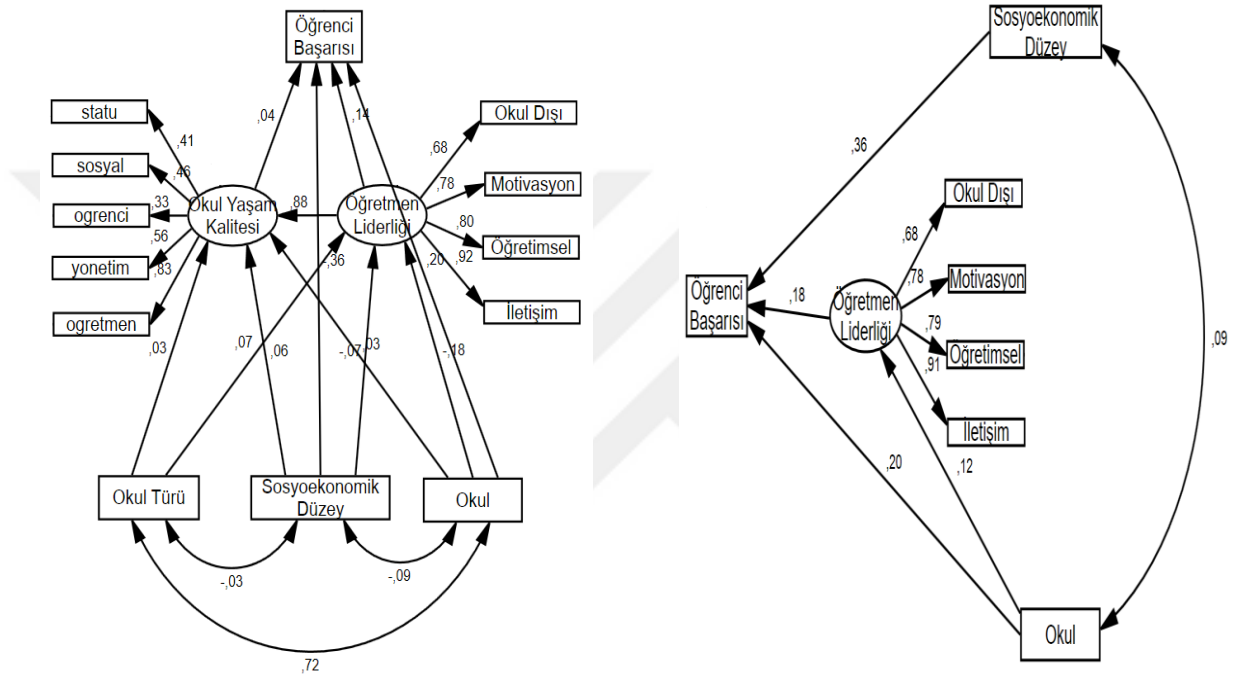 Öğrenci
Başarısı
statu
sosyal
ogrenci
yonetim
ogretmen
,41
,46
,33
,56
,83
Okul Yaşam
Kalitesi
,04
,14
,88
Öğretmen
Liderliği
,68
,78
,80
,92
Okul Dışı
Motivasyon
Öğretimsel
İletişim
-,36
,20
,03
,07
,06
-,07
,03
-,18
Okul Türü
Sosyoekonomik
Düzey
Okul
-,03
-,09
,72
Sosyoekonomik
Düzey
,36
Okul Dışı
,68
Motivasyon
,78
Öğrenci
Başarısı
,18
Öğretmen
Liderliği
,79
Öğretimsel
,91
İletişim
,09
,20
,12
Okul